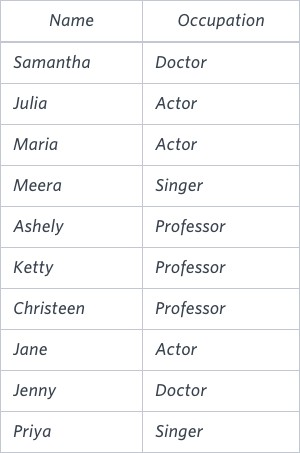 Name Occupation
Samantha Doctor
Julia Actor
Maria Actor
Meera Singer
Ashely Professor
Ketty Professor
Christeen Professor
Jane Actor
Jenny Doctor
Priya Singer